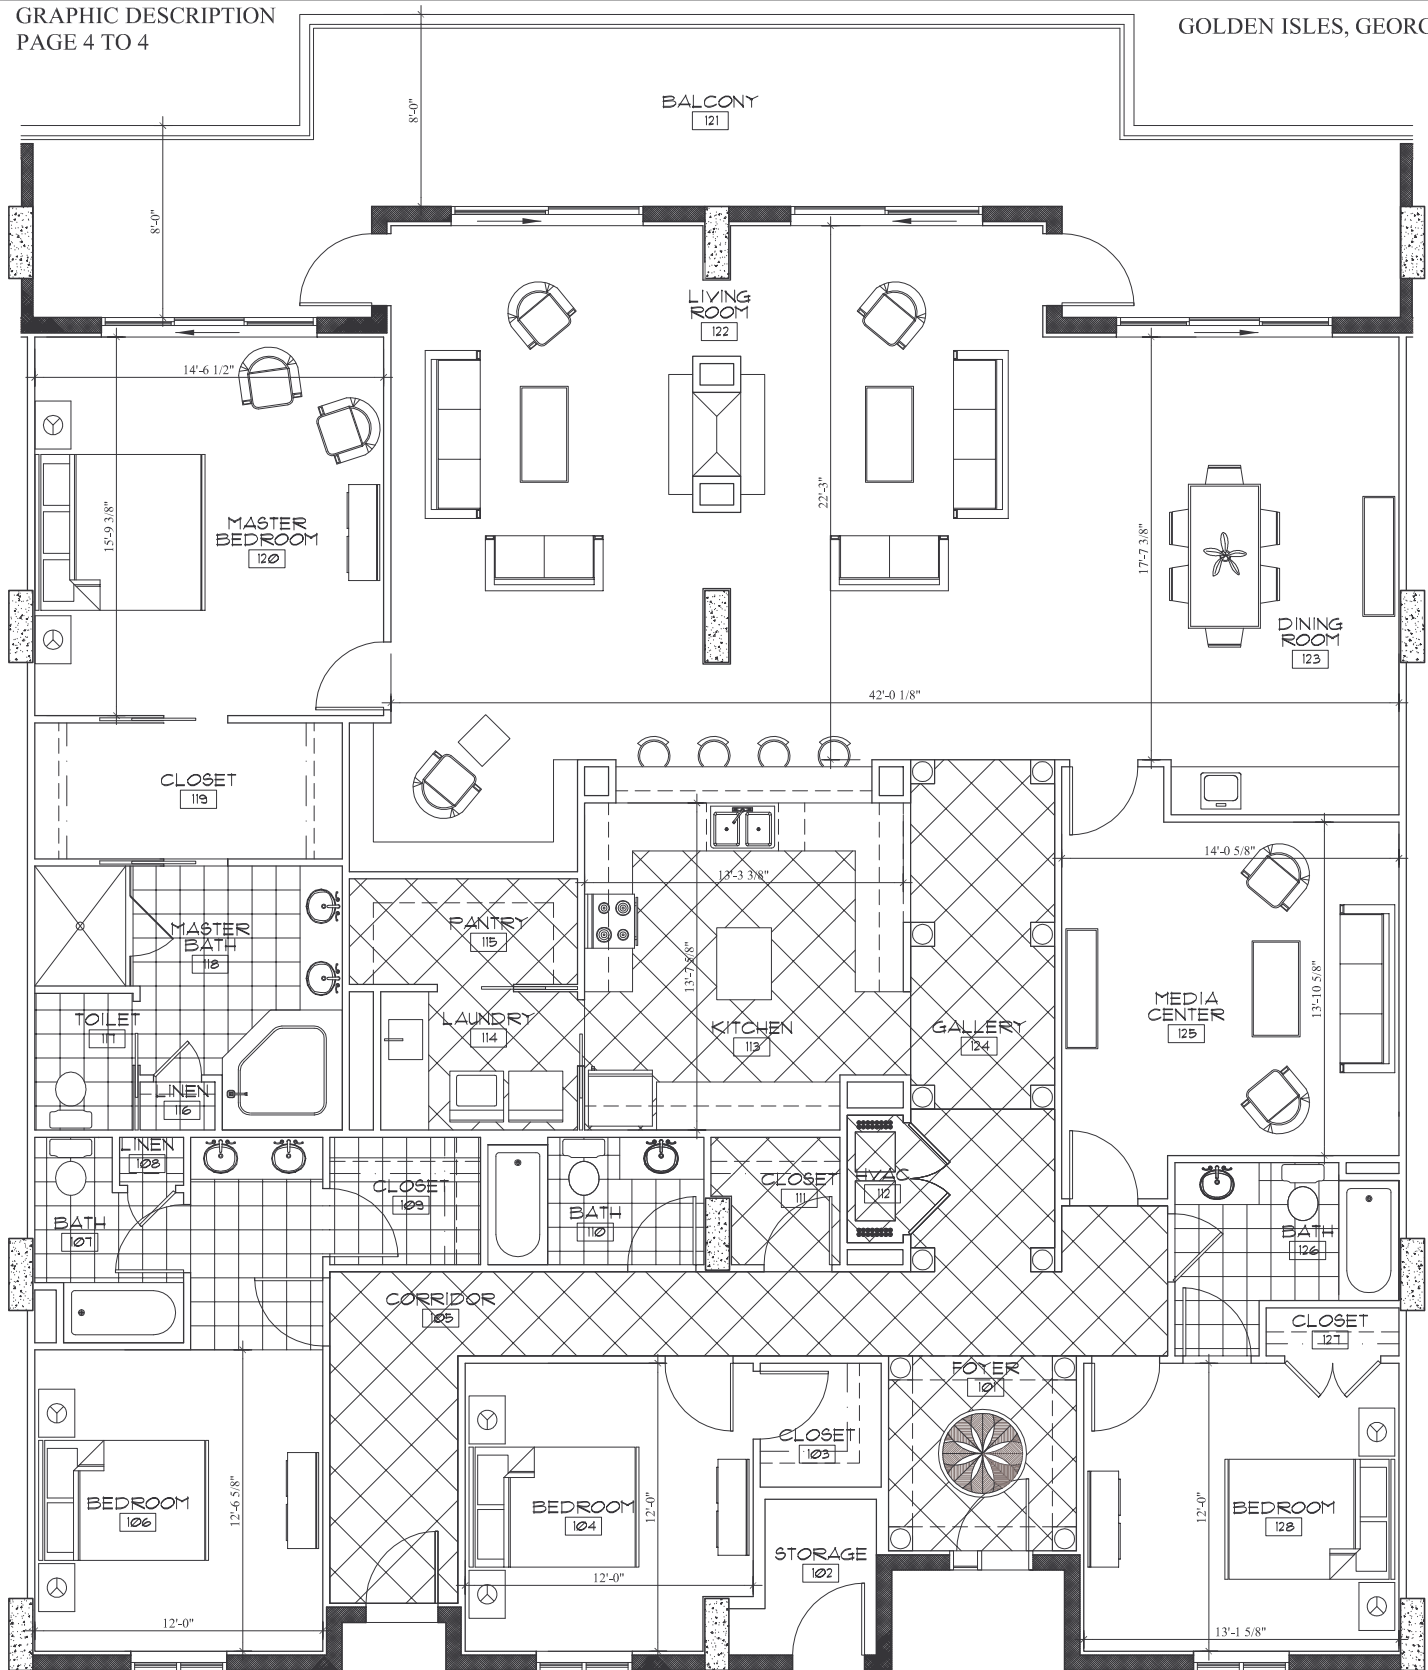 GRAPHIC DESCRIPTION
PAGE 4 TO 4
GOLDEN ISLES, GEORG
BALCONY
121
8'-0"
8'-0"
LIVING
ROOM
122
14'-6 1/2"
15'-9 3/8"
MASTER
BEDROOM
120
22'-3"
17'-7 3/8"
DINING
ROOM
123
42'-0 1/8"
CLOSET
119
14'-0 5/8"
13'-3 3/8"
MASTER
BATH
118
PANTRY
115
13'-7 5/8"
13'-10 5/8"
TOILET
117
LAUNDRY
114
KITCHEN
113
GALLERY
124
MEDIA
CENTER
125
LINEN
116
LINEN
108
CLOSET
109
CLOSET
111
HVAC
112
BATH
107
BATH
110
BATH
126
CORRIDOR
105
CLOSET
127
FOYER
101
CLOSET
103
BEDROOM
106
12'-6 5/8"
BEDROOM
104
12'-0"
12'-0"
BEDROOM
128
STORAGE
102
12'-0"
12'-0"
13'-1 5/8"